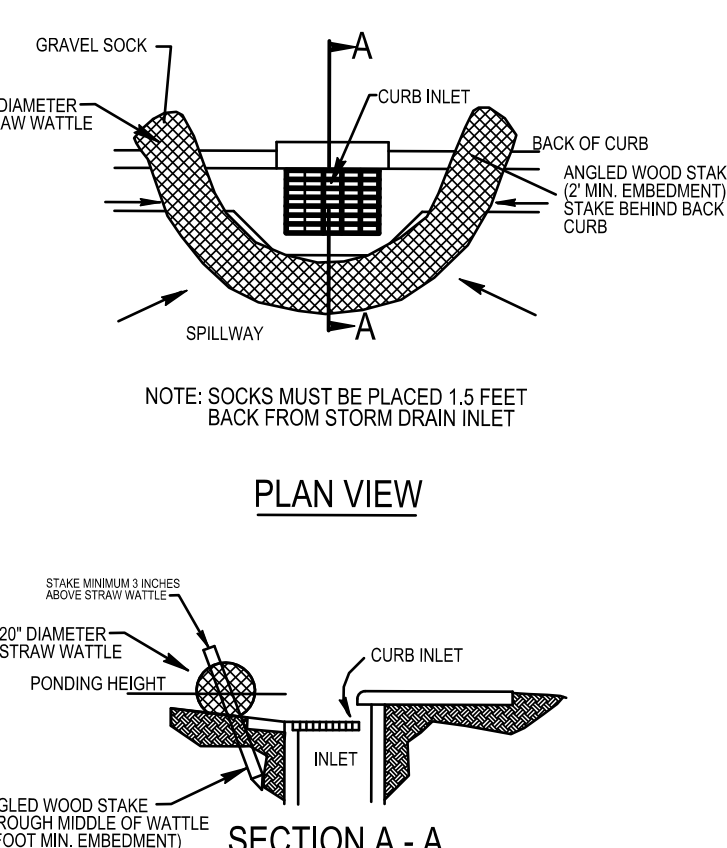 GRAVEL SOCK
A
DIAMETER
AW WATTLE
CURB INLET
BACK OF CURB
ANGLED WOOD STAK
(2' MIN. EMBEDMENT)
STAKE BEHIND BACK
CURB
A
SPILLWAY
NOTE: SOCKS MUST BE PLACED 1.5 FEET
BACK FROM STORM DRAIN INLET
PLAN VIEW
STAKE MINIMUM 3 INCHES
ABOVE STRAW WATTLE
20" DIAMETER
STRAW WATTLE
PONDING HEIGHT
CURB INLET
INLET
GLED WOOD STAKE
ROUGH MIDDLE OF WATTLE
FOOT MIN. EMBEDMENT)
SECTION A - A